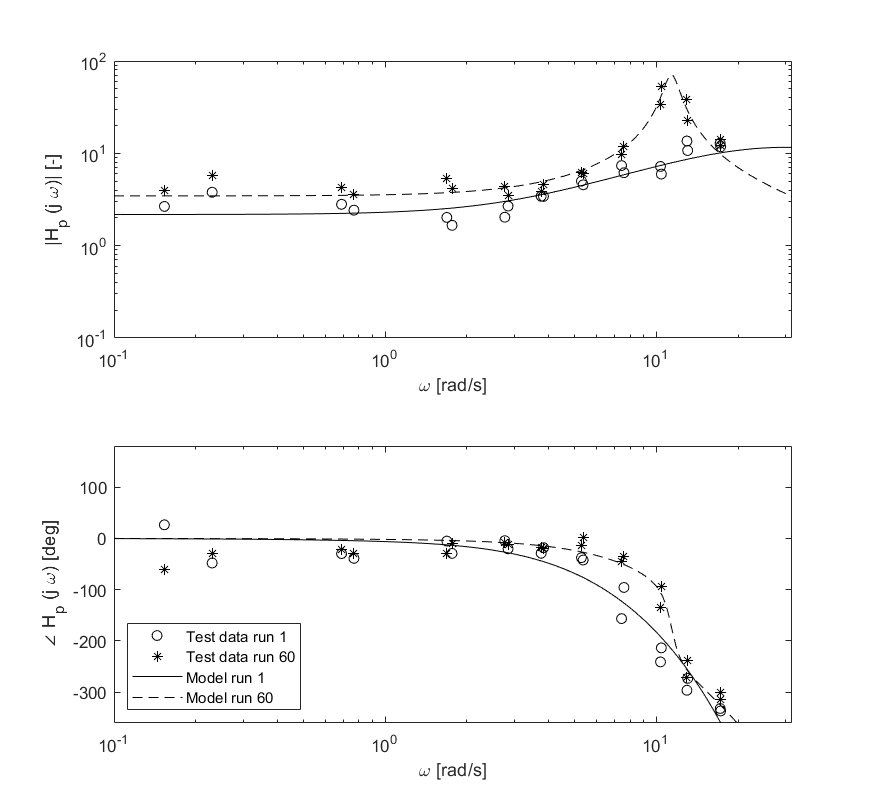 10^2
10^1
10^0
10^-1
|H_p (j ω)| [-]
10^-1 10^0 10^1
ω [rad/s]
100
0
-100
-200
-300
∠ H_p (j ω) [deg]
Test data run 1
Test data run 60
Model run 1
Model run 60
10^-1 10^0 10^1
ω [rad/s]